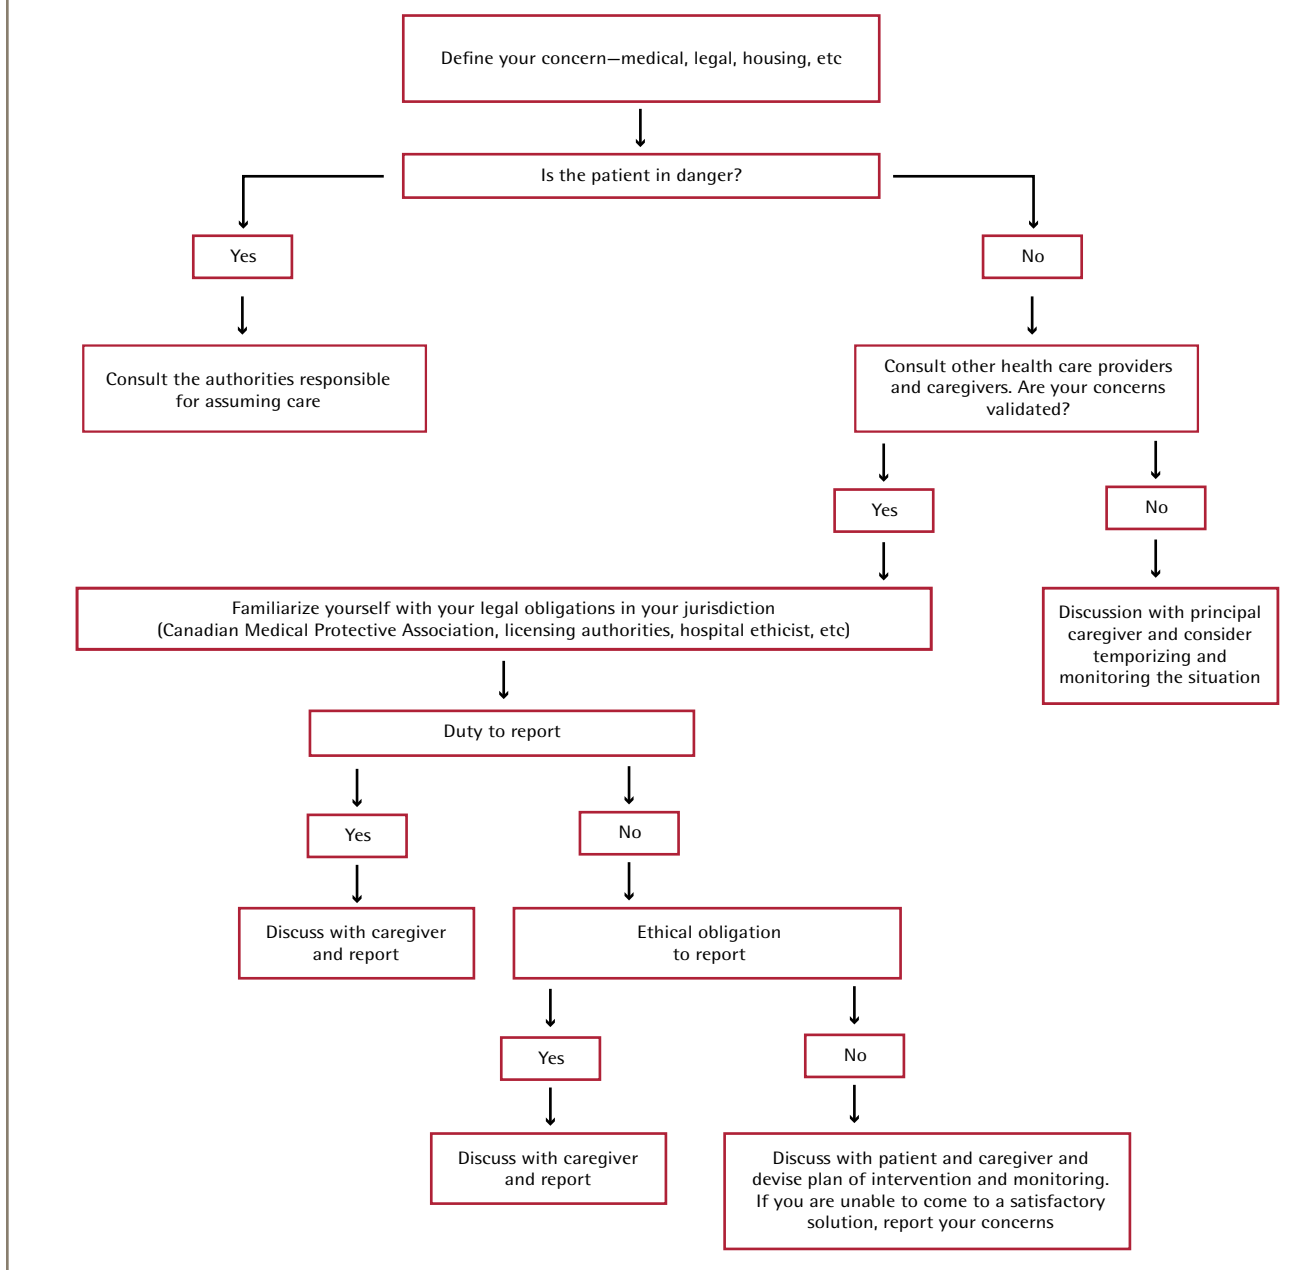 Define your concern—medical, legal, housing, etc
Is the patient in danger?
Yes
No
Consult the authorities responsible
for assuming care
Consult other health care providers
and caregivers. Are your concerns
validated?
Yes
No
Familiarize yourself with your legal obligations in your jurisdiction
(Canadian Medical Protective Association, licensing authorities, hospital ethicist, etc)
Discussion with principal
caregiver and consider
temporizing and
monitoring the situation
Duty to report
Yes
No
Discuss with caregiver
and report
Ethical obligation
to report
Yes
No
Discuss with caregiver
and report
Discuss with patient and caregiver and
devise plan of intervention and monitoring.
If you are unable to come to a satisfactory
solution, report your concerns